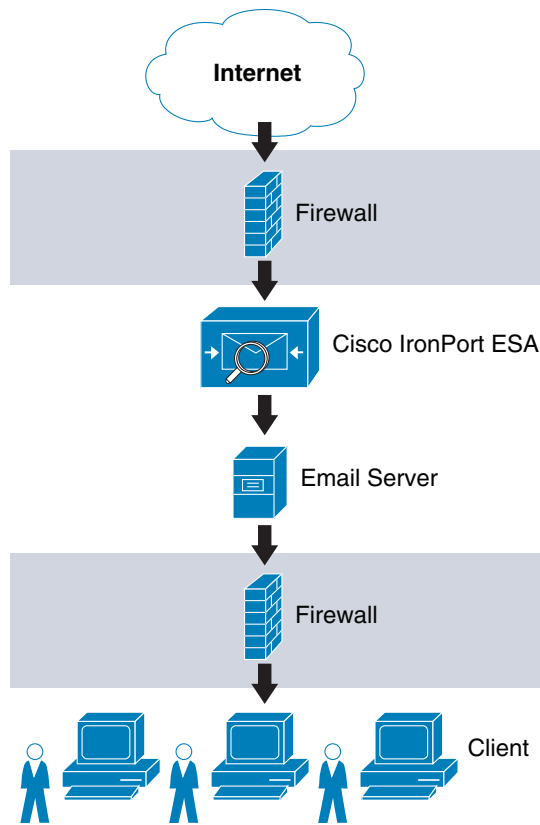 Internet
Firewall
Cisco IronPort ESA
Email Server
Firewall
Client